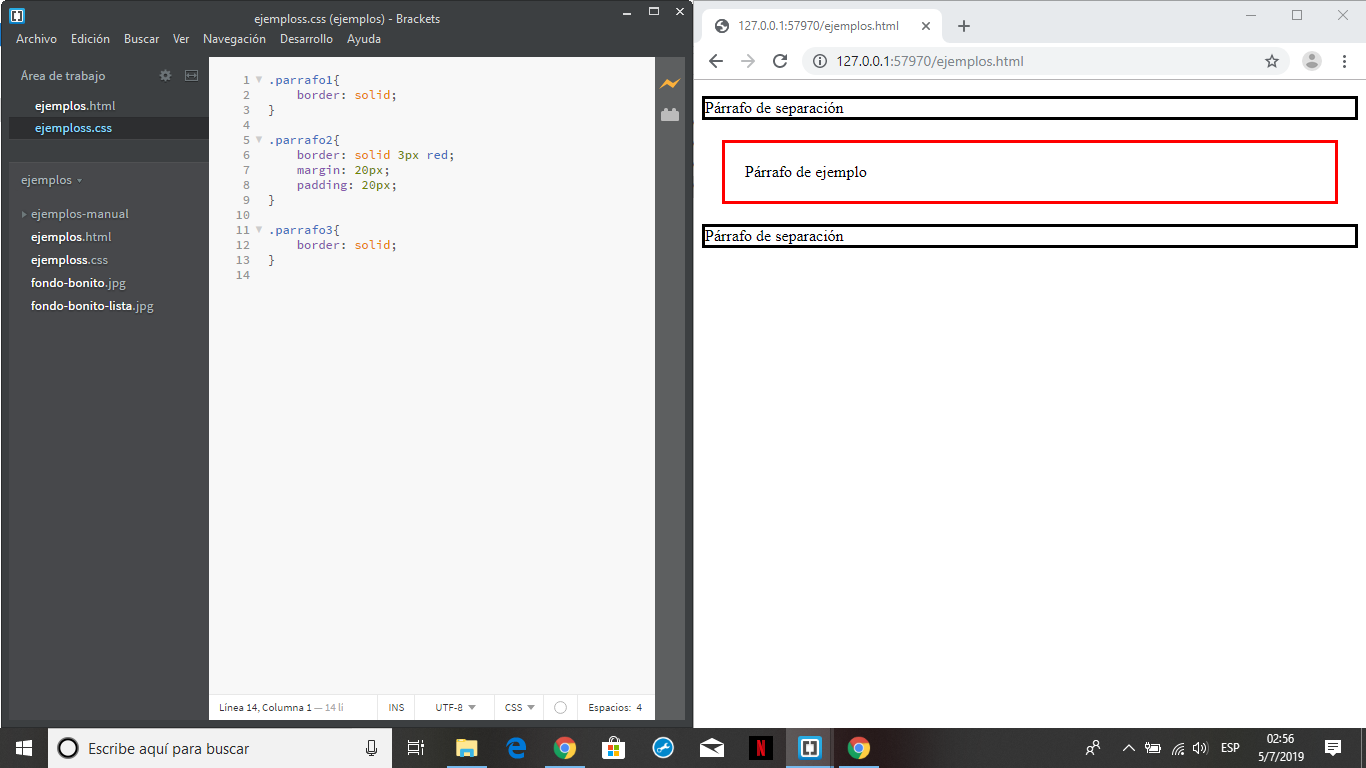 ejemploss.css (ejemplos) - Brackets
Archivo Edición Buscar Ver Navegación Desarrollo Ayuda
Área de trabajo
ejemplos.html
ejemploss.css
ejemplos
ejemplos-manual
ejemplos.html
ejemploss.css
fondo-bonito.jpg
fondo-bonito-lista.jpg
1 .parrafo1{
2 border: solid;
3 }
4
5 .parrafo2{
6 border: solid 3px red;
7 margin: 20px;
8 padding: 20px;
9 }
10
11 .parrafo3{
12 border: solid;
13 }
14
Línea 14, Columna 1 — 14 li INS UTF-8 CSS Espacios: 4
127.0.0.1:57970/ejemplos.html
127.0.0.1:57970/ejemplos.html
Párrafo de separación
Párrafo de ejemplo
Párrafo de separación
Escribe aquí para buscar
N
ESP
02:56
5/7/2019